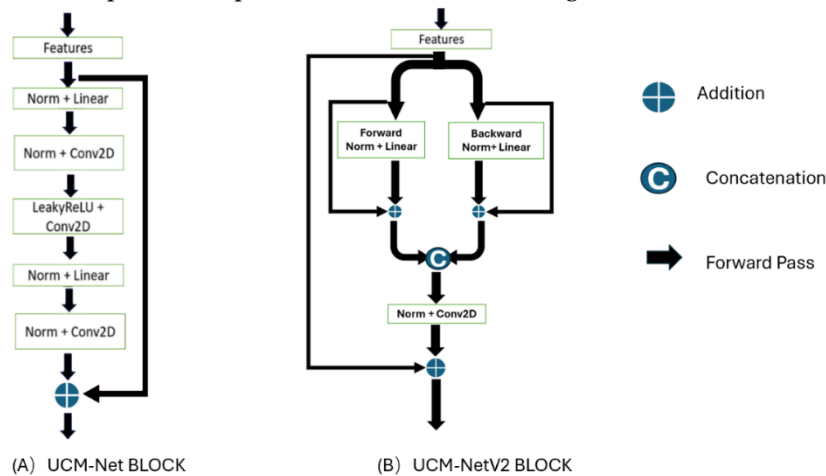 Features
Norm + Linear
Norm + Conv2D
LeakyReLU +
Conv2D
Norm + Linear
Norm + Conv2D
(A) UCM-Net BLOCK
Features
Forward
Norm + Linear
Backward
Norm+ Linear
C
Norm + Conv2D
(B) UCM-NetV2 BLOCK
Addition
C
Concatenation
Forward Pass